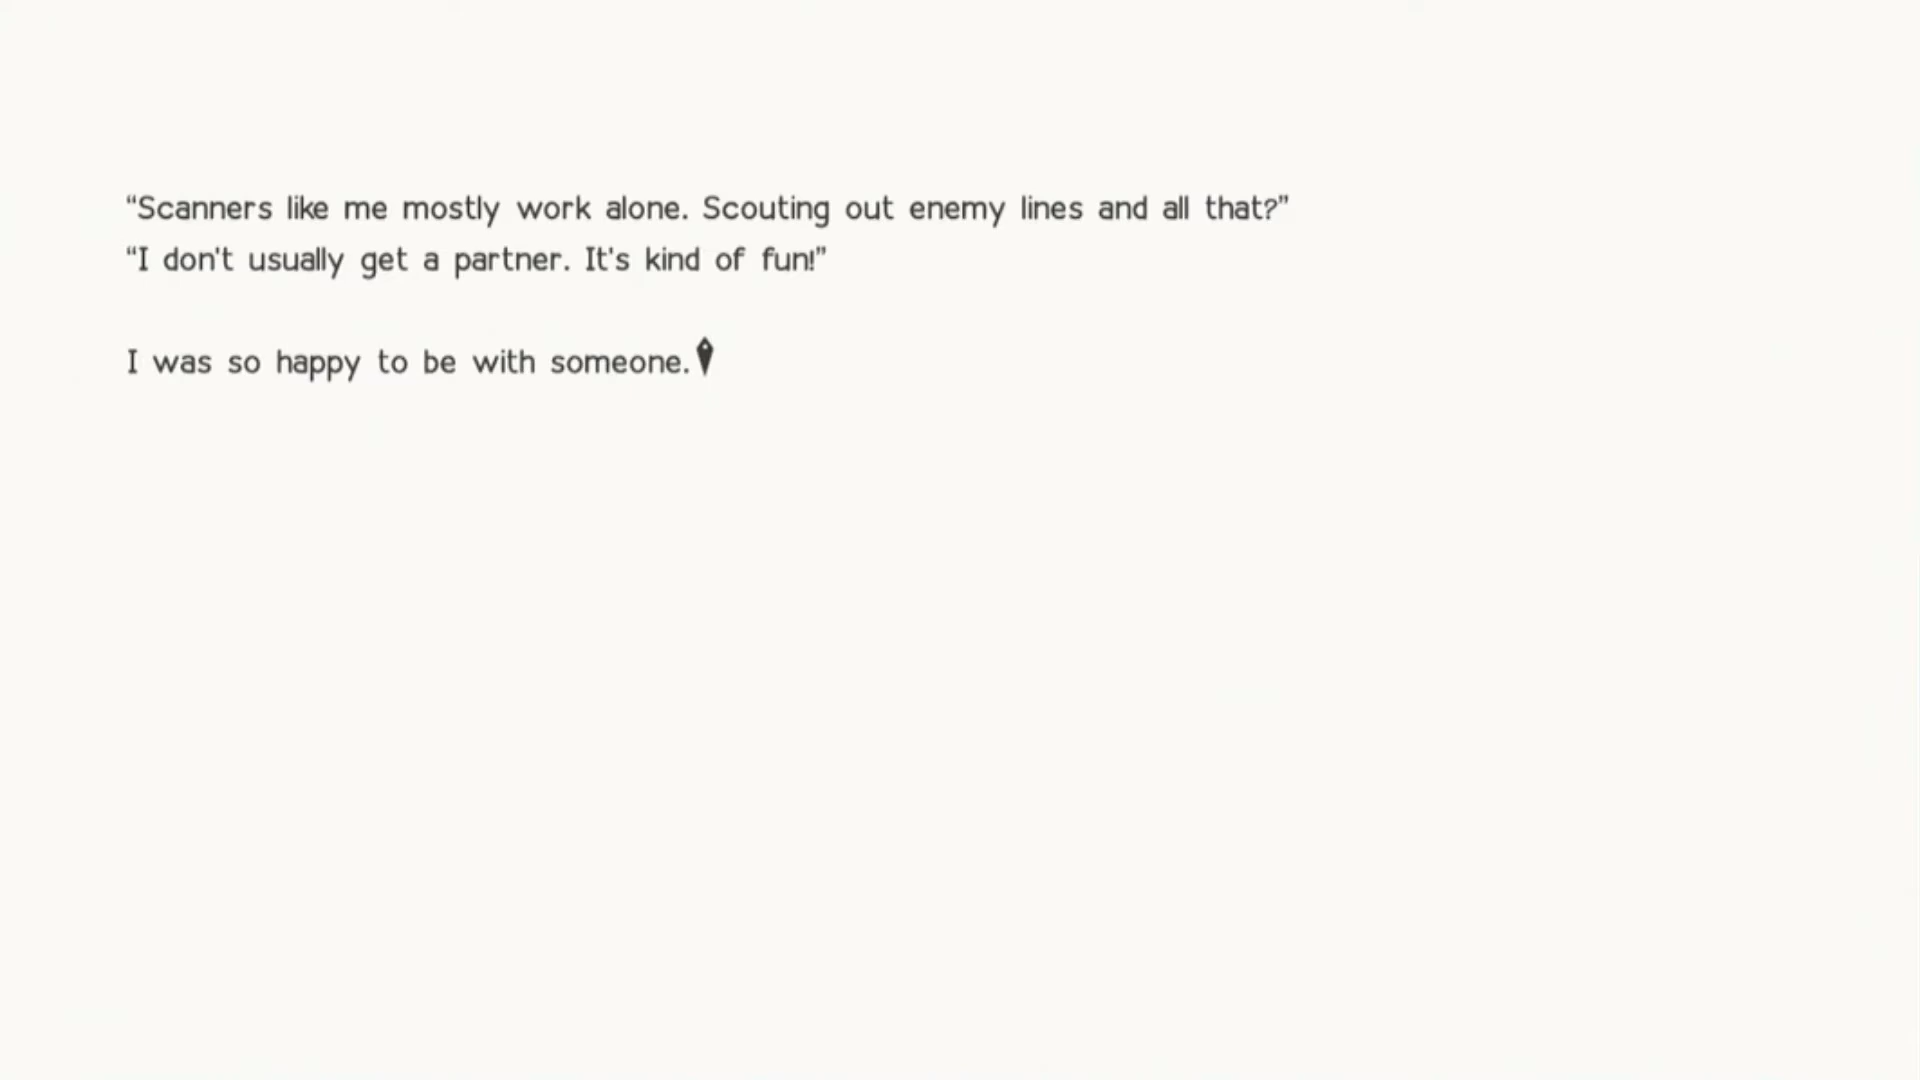 “Scanners like me mostly work alone. Scouting out enemy lines and all that?”
“I don't usually get a partner. It's kind of fun!”
I was so happy to be with someone.